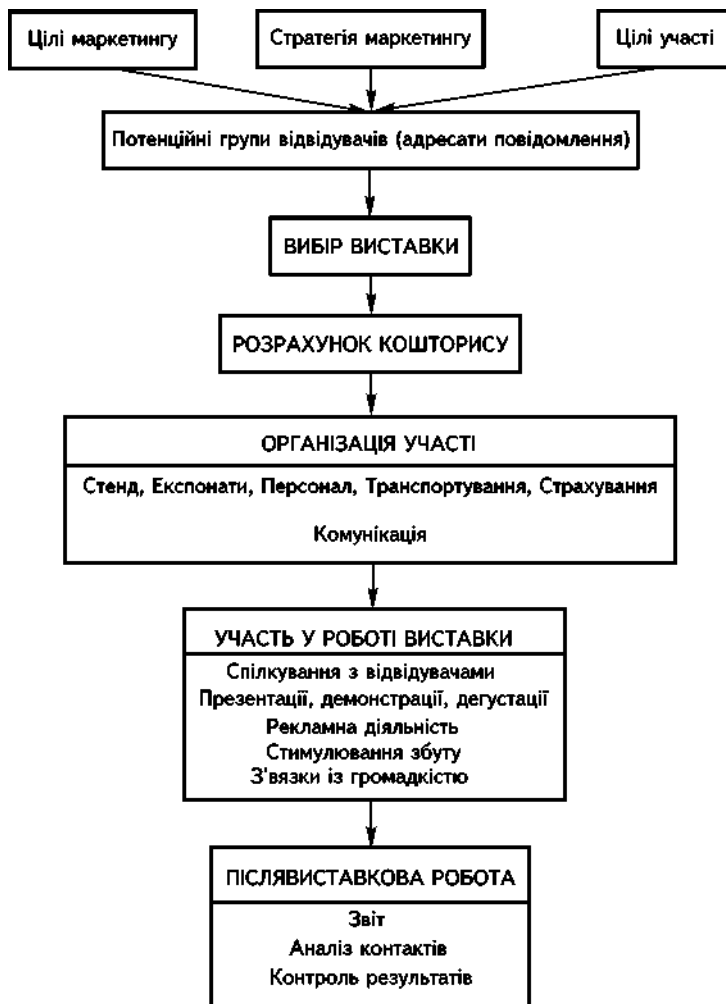 Цілі маркетингу
Стратегія маркетингу
Цілі участі
Потенційні групи відвідувачів (адресати повідомлення)
ВИБІР ВИСТАВКИ
РОЗРАХУНОК КОШТОРИСУ
ОРГАНІЗАЦІЯ УЧАСТІ
Стенд, Експонати, Персонал, Транспортування, Страхування
Комунікація
УЧАСТЬ У РОБОТІ ВИСТАВКИ
Спілкування з відвідувачами
Презентації, демонстрації, дегустації
Рекламна діяльність
Стимулювання збуту
З'вязки із громадкістю
ПІСЛЯВИСТАВКОВА РОБОТА
Звіт
Аналіз контактів
Контроль результатів